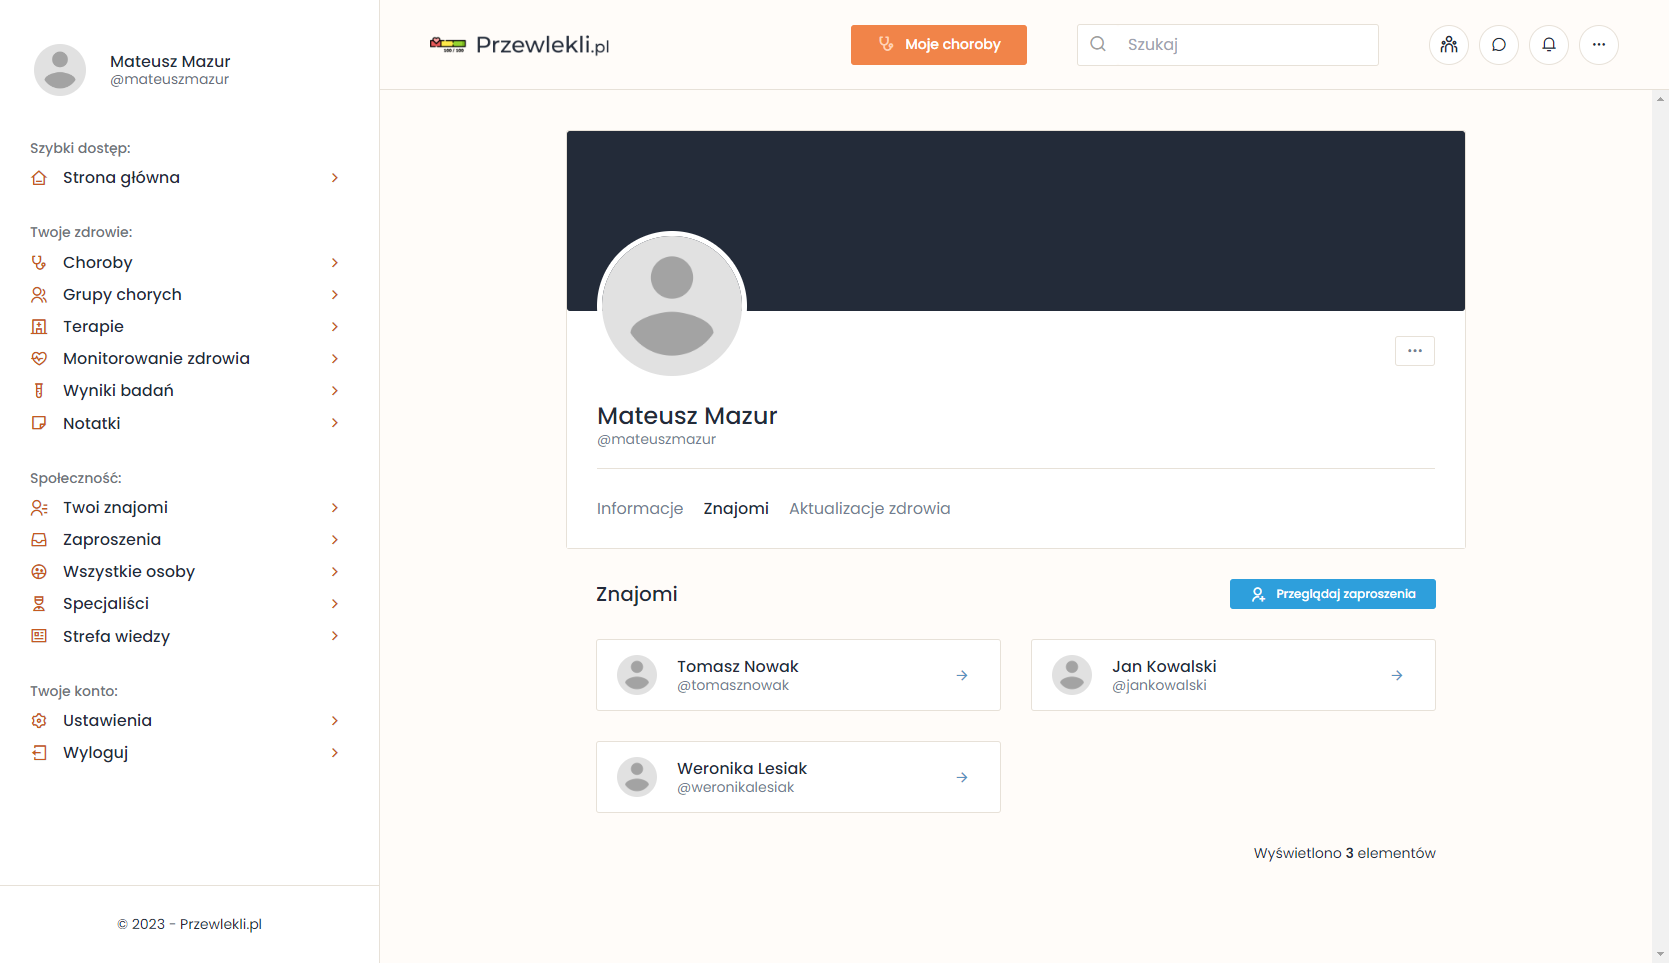 Mateusz Mazur
@mateuszmazur
Szybki dostęp:
Strona główna
Twoje zdrowie:
Choroby
Grupy chorych
Terapie
Monitorowanie zdrowia
Wyniki badań
Notatki
Społeczność:
Twoi znajomi
Zaproszenia
Wszystkie osoby
Specjaliści
Strefa wiedzy
Twoje konto:
Ustawienia
Wyloguj
© 2023 - Przewlekli.pl
100 / 100
Przewlekli.pl
Moje choroby
Szukaj
Mateusz Mazur
@mateuszmazur
Informacje Znajomi Aktualizacje zdrowia
Znajomi
Przeglądaj zaproszenia
Tomasz Nowak
@tomasznowak
Jan Kowalski
@jankowalski
Weronika Lesiak
@weronikalesiak
Wyświetlono 3 elementów